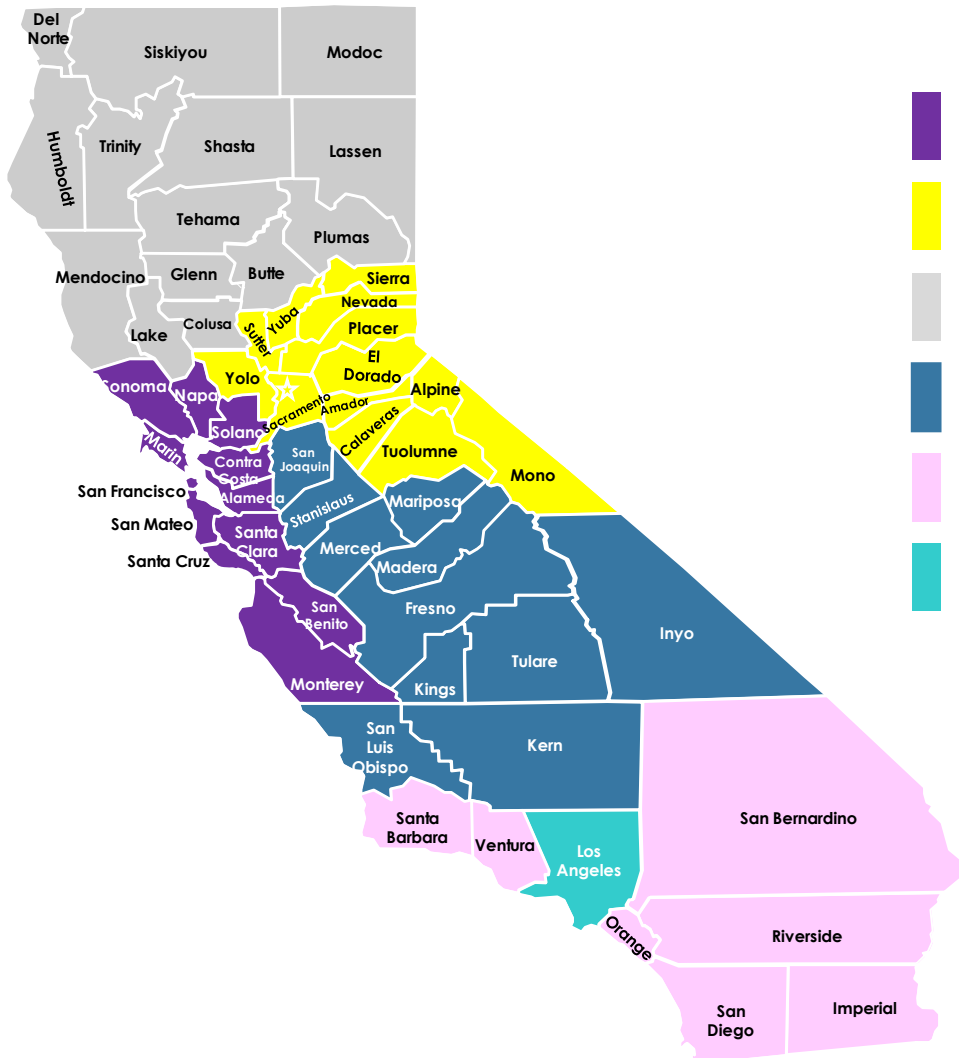 Del
Norte
Siskiyou
Modoc
Humboldt
Trinity
Shasta
Lassen
Tehama
Plumas
Mendocino
Glenn
Butte
Sierra
Nevada
Lake
Colusa
Sutter
Yuba
Placer
El
Dorado
Sonoma
Napa
Yolo
Sacramento
Amador
Alpine
Solano
Calaveras
Tuolumne
Marin
Contra
Costa
San
Joaquin
Mono
San Francisco
Alameda
Stanislaus
Mariposa
San Mateo
Santa
Clara
Merced
Santa Cruz
Madera
San
Benito
Fresno
Inyo
Monterey
Kings
Tulare
San
Luis
Obispo
Kern
Santa
Barbara
Ventura
Los
Angeles
San Bernardino
Orange
Riverside
San
Diego
Imperial